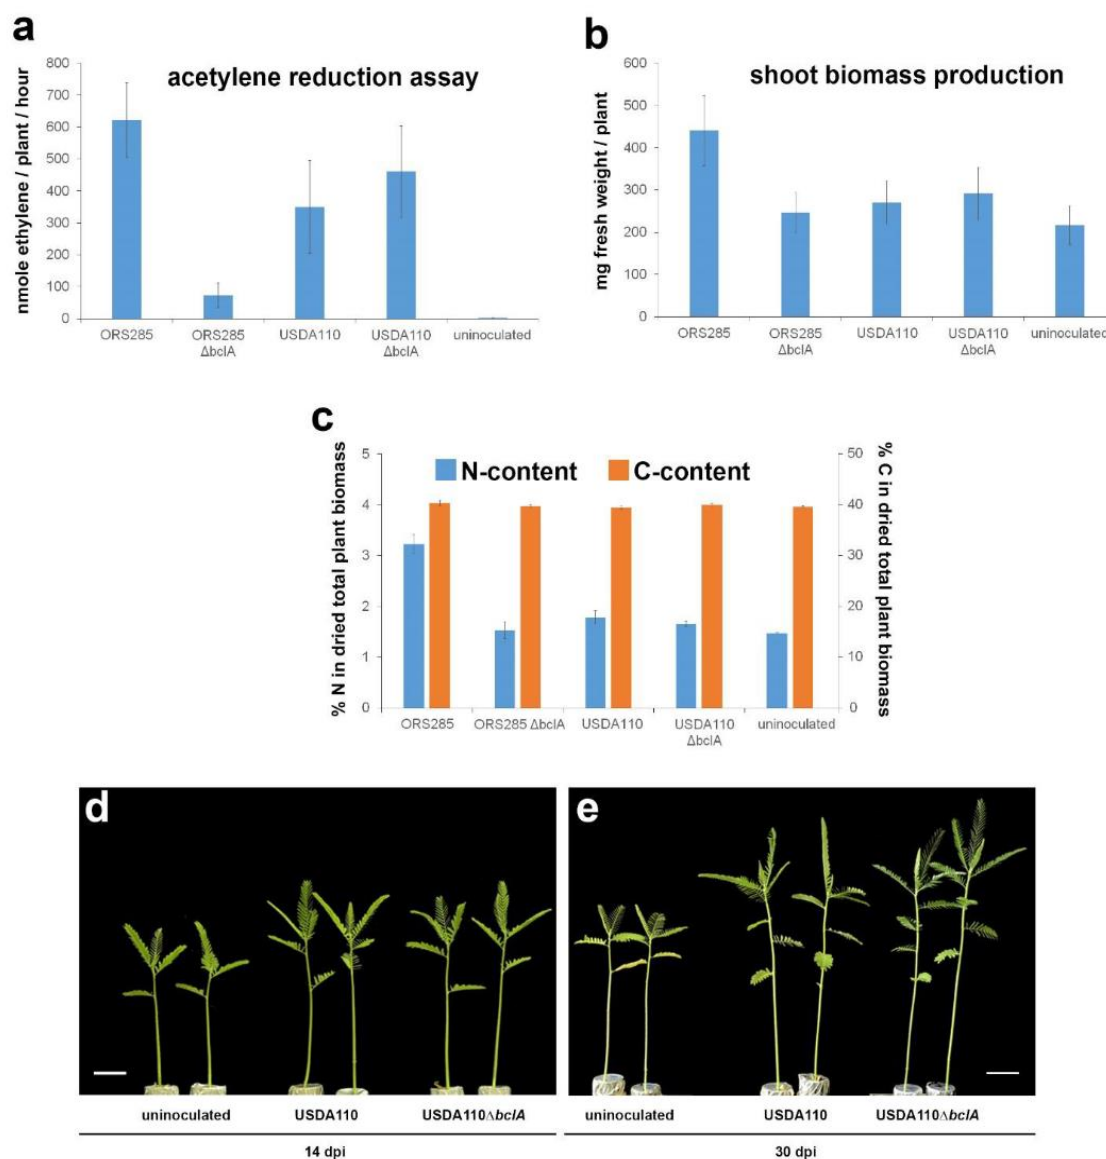 a
acetylene reduction assay
nmole ethylene / plant / hour
800
700
600
500
400
300
200
100
0
ORS285
ORS285
ΔbclA
USDA110
USDA110
ΔbclA
uninoculated
b
shoot biomass production
mg fresh weight / plant
600
500
400
300
200
100
0
ORS285
ORS285
ΔbclA
USDA110
USDA110
ΔbclA
uninoculated
c
N-content
C-content
% N in dried total plant biomass
5
4
3
2
1
0
% C in dried total plant biomass
50
40
30
20
10
0
ORS285
ORS285 ΔbclA
USDA110
USDA110
ΔbclA
uninoculated
d
uninoculated
USDA110
USDA110ΔbclA
14 dpi
e
uninoculated
USDA110
USDA110ΔbclA
30 dpi